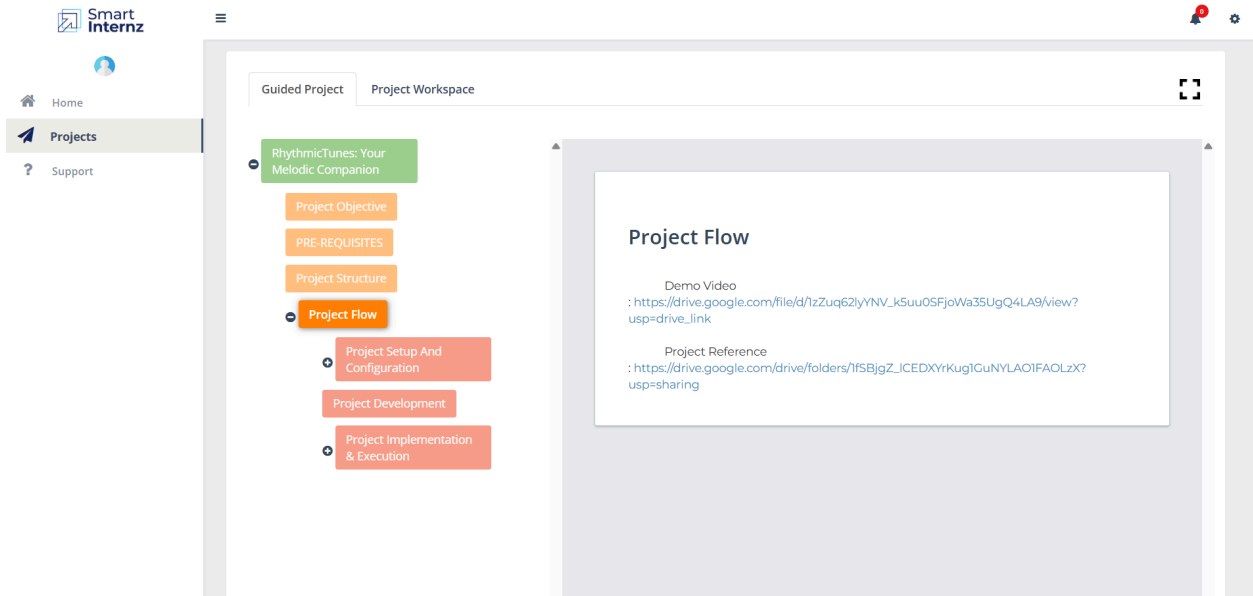 Smart
Internz
0
Home
Projects
? Support
Guided Project
Project Workspace
RhythmicTunes: Your
Melodic Companion
Project Objective
PRE-REQUISITES
Project Structure
Project Flow
Project Setup And
Configuration
Project Development
Project Implementation
& Execution
Project Flow
Demo Video
: https://drive.google.com/file/d/1zZuq62lyYNV_k5uu0SFjoWa35UgQ4LA9/view?
usp=drive_link
Project Reference
: https://drive.google.com/drive/folders/1fSBjgZ_lCEDXYrKug1GuNYLAO1FAOLzX?
usp=sharing